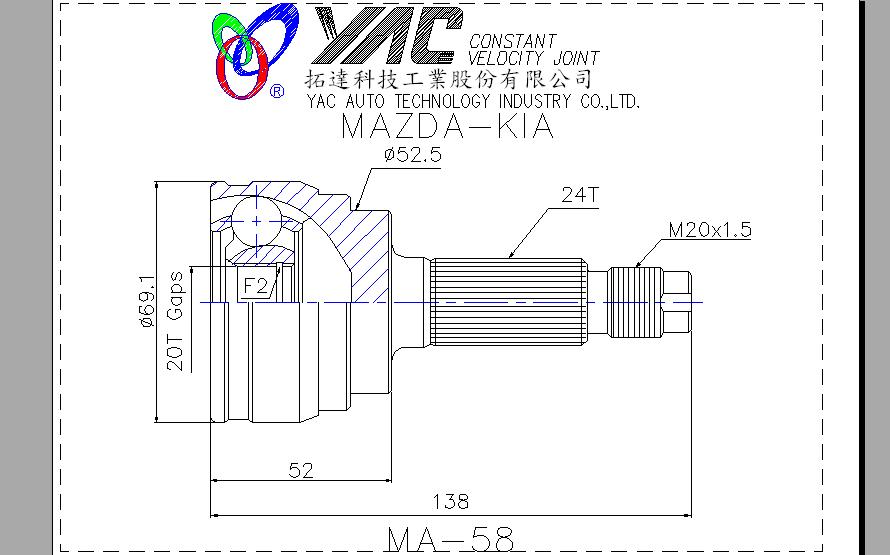 YAC CONSTANT
VELOCITY JOINT
®
拓達科技工業股份有限公司
YAC AUTO TECHNOLOGY INDUSTRY CO.,LTD.
MAZDA-KIA
Ø52.5
24T
M20x1.5
Ø69.1
20T Gaps
F2
52
138
MA-58